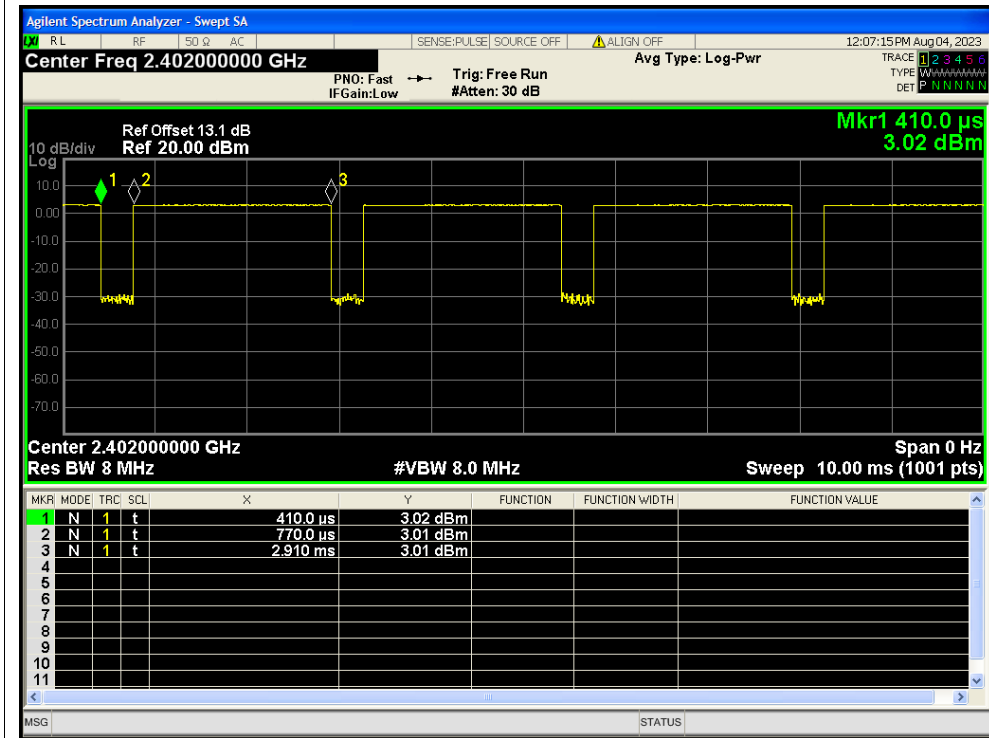 Agilent Spectrum Analyzer - Swept SA
LXI RL RF 50 Ω AC SENSE:PULSE SOURCE OFF ALIGN OFF 12:07:15 PM Aug 04, 2023
Center Freq 2.402000000 GHz Avg Type: Log-Pwr TRACE 1 2 3 4 5 6
PNO: Fast Trig: Free Run TYPE W
IFGain:Low #Atten: 30 dB DET P N N N N N
Mkr1 410.0 µs
Ref Offset 13.1 dB
10 dB/div Ref 20.00 dBm 3.02 dBm
Log
10.0
1 2 3
0.00
-10.0
-20.0
-30.0
-40.0
-50.0
-60.0
-70.0
Center 2.402000000 GHz Span 0 Hz
Res BW 8 MHz #VBW 8.0 MHz Sweep 10.00 ms (1001 pts)
MKR MODE TRC SCL X Y FUNCTION FUNCTION WIDTH FUNCTION VALUE
1 N 1 t 410.0 µs 3.02 dBm
2 N 1 t 770.0 µs 3.01 dBm
3 N 1 t 2.910 ms 3.01 dBm
4
5
6
7
8
9
10
11
MSG STATUS